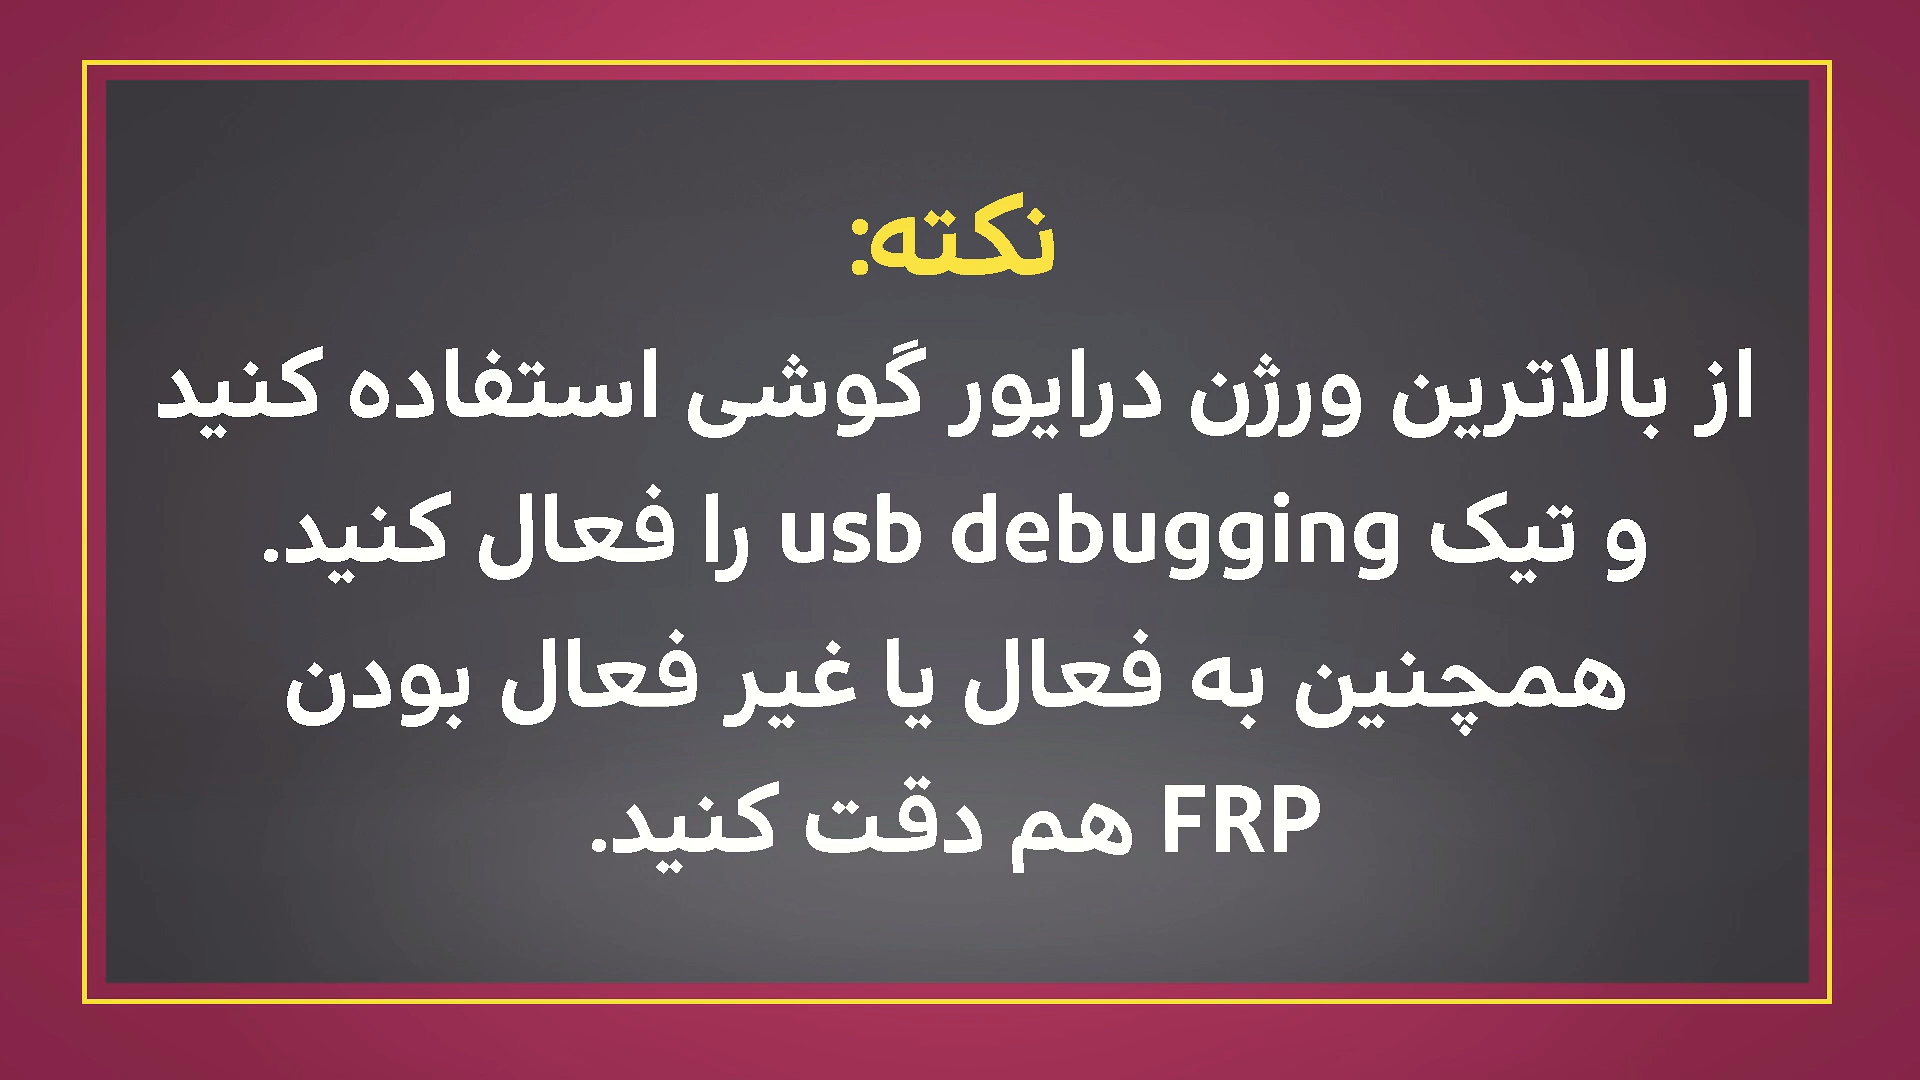 نکته:
از بالاترین ورژن درایور گوشی استفاده کنید
و تیک usb debugging را فعال کنید.
همچنین به فعال یا غیر فعال بودن
FRP هم دقت کنید.